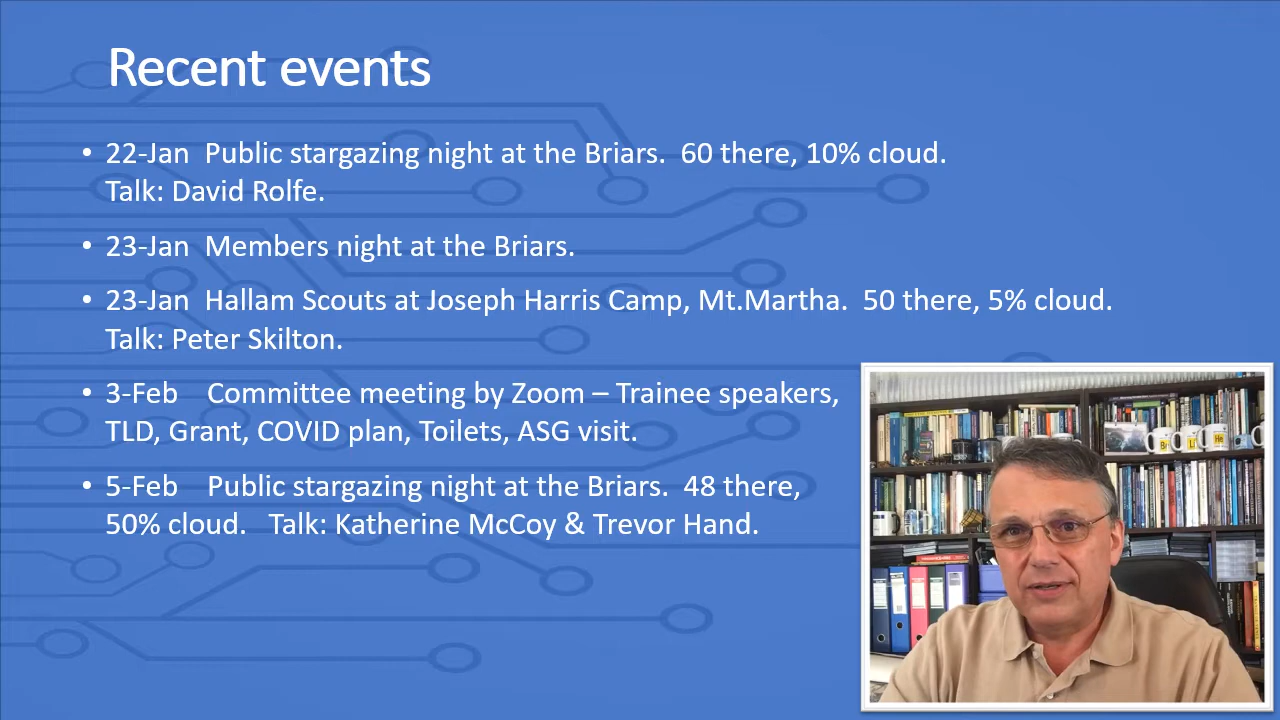 Recent events
• 22-Jan  Public stargazing night at the Briars.  60 there, 10% cloud.
Talk: David Rolfe.
• 23-Jan  Members night at the Briars.
• 23-Jan  Hallam Scouts at Joseph Harris Camp, Mt.Martha.  50 there, 5% cloud.
Talk: Peter Skilton.
• 3-Feb    Committee meeting by Zoom – Trainee speakers,
TLD, Grant, COVID plan, Toilets, ASG visit.
• 5-Feb    Public stargazing night at the Briars.  48 there,
50% cloud.   Talk: Katherine McCoy & Trevor Hand.
Li
He